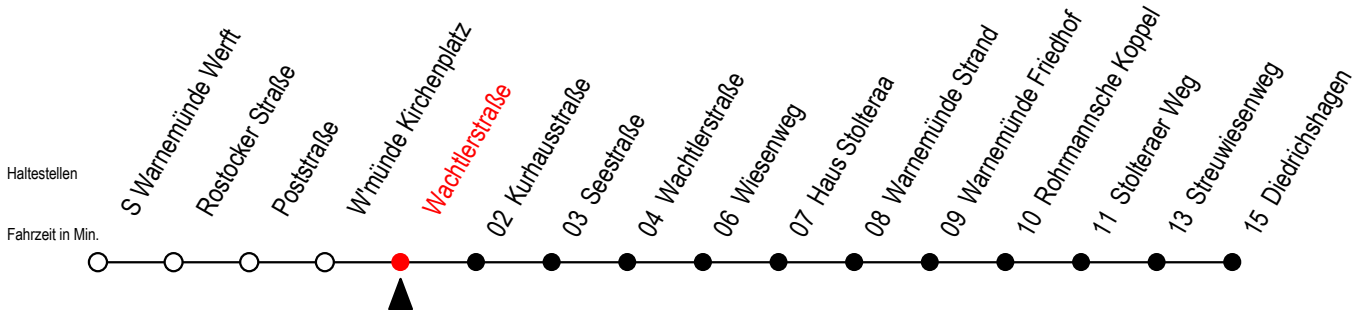 Haltestellen
Fahrzeit in Min.
S Warnemünde Werft
Rostocker Straße
Poststraße
W'münde Kirchenplatz
Wachtlerstraße
02 Kurhausstraße
03 Seestraße
04 Wachtlerstraße
06 Wiesenweg
07 Haus Stolteraa
08 Warnemünde Strand
09 Warnemünde Friedhof
10 Rohrmannsche Koppel
11 Stolteraer Weg
13 Streuwiesenweg
15 Diedrichshagen